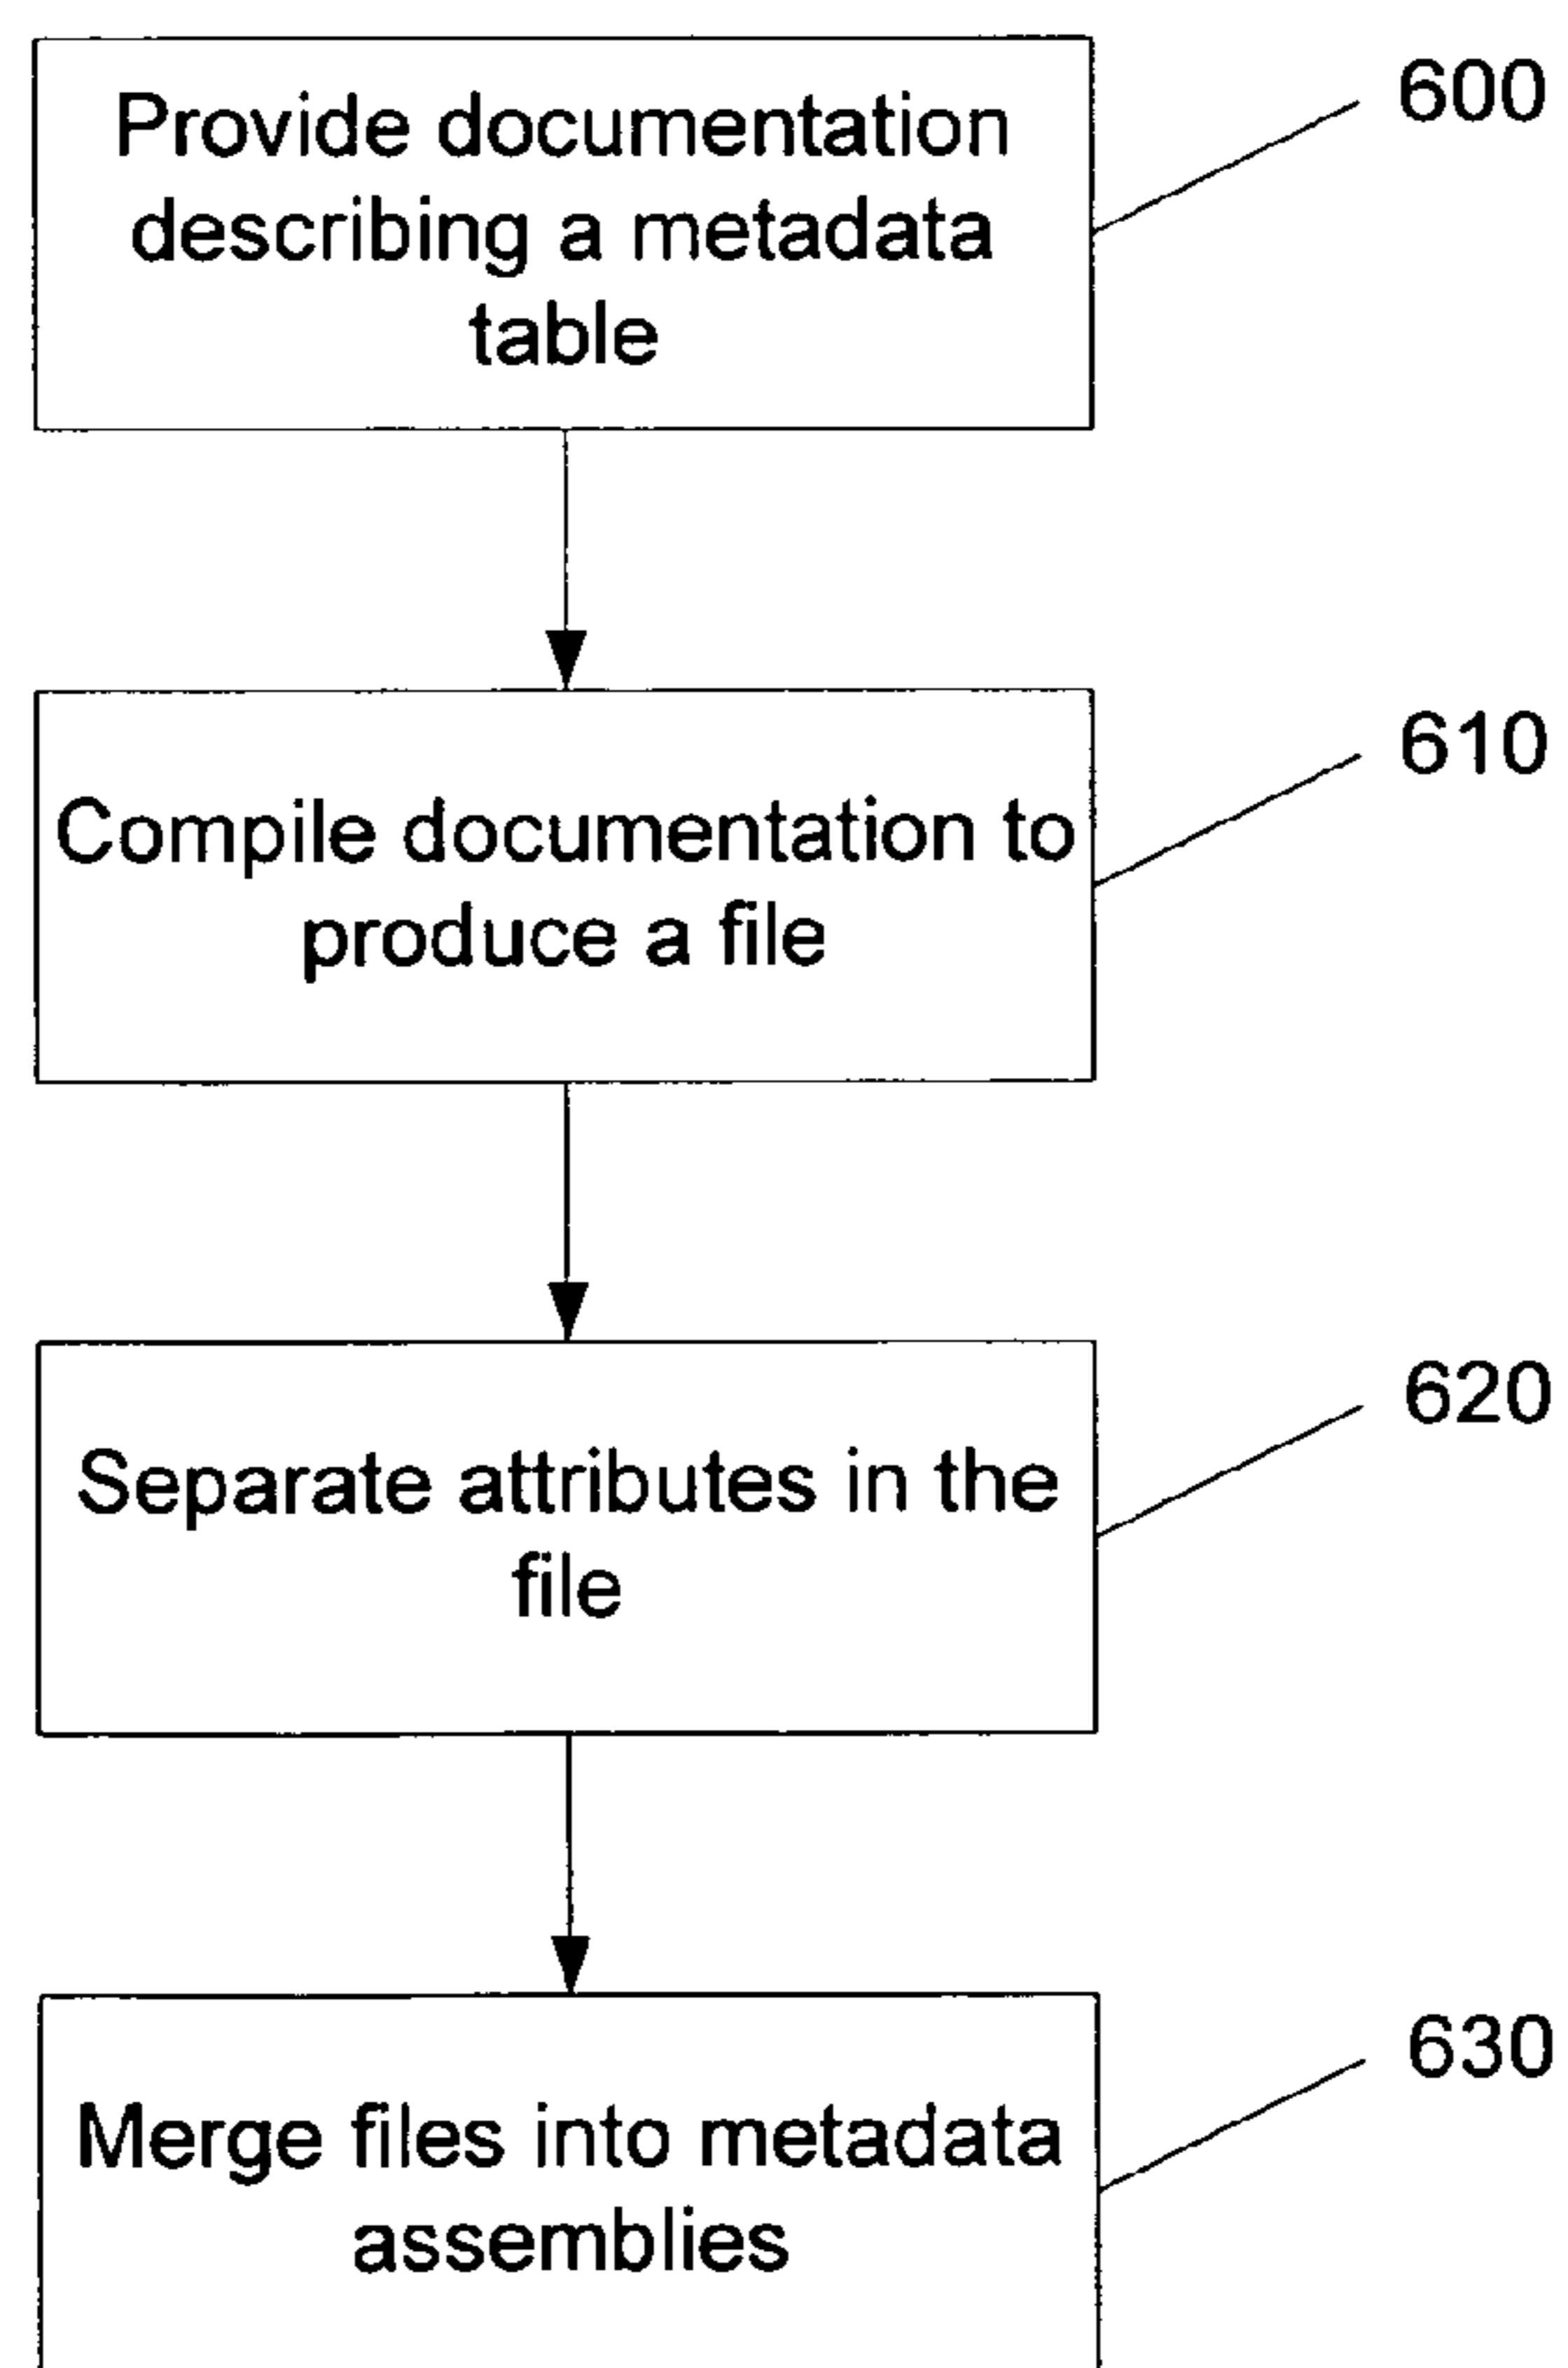 Provide documentation
describing a metadata
table
600
Compile documentation to
produce a file
610
Separate attributes in the
file
620
Merge files into metadata
assemblies
630